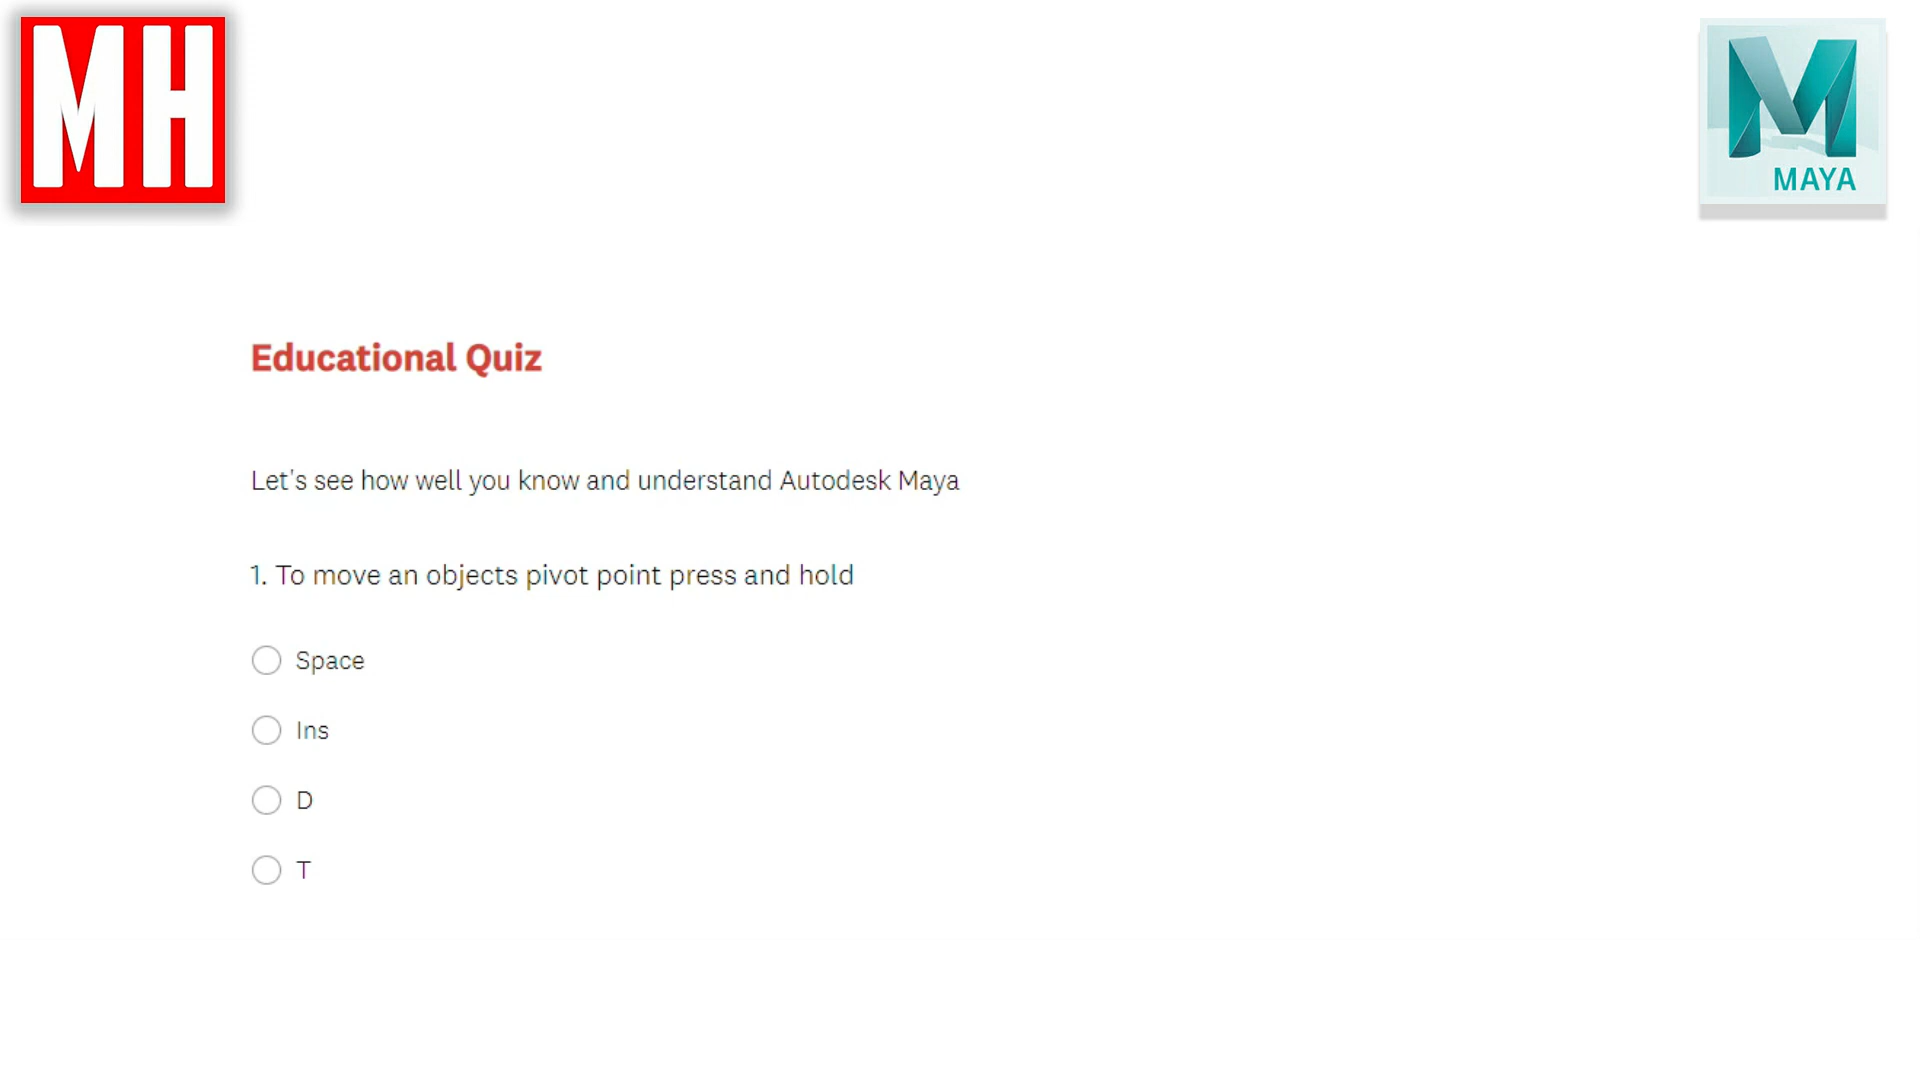 MH
MAYA
Educational Quiz
Let's see how well you know and understand Autodesk Maya
1. To move an objects pivot point press and hold
Space
Ins
D
T